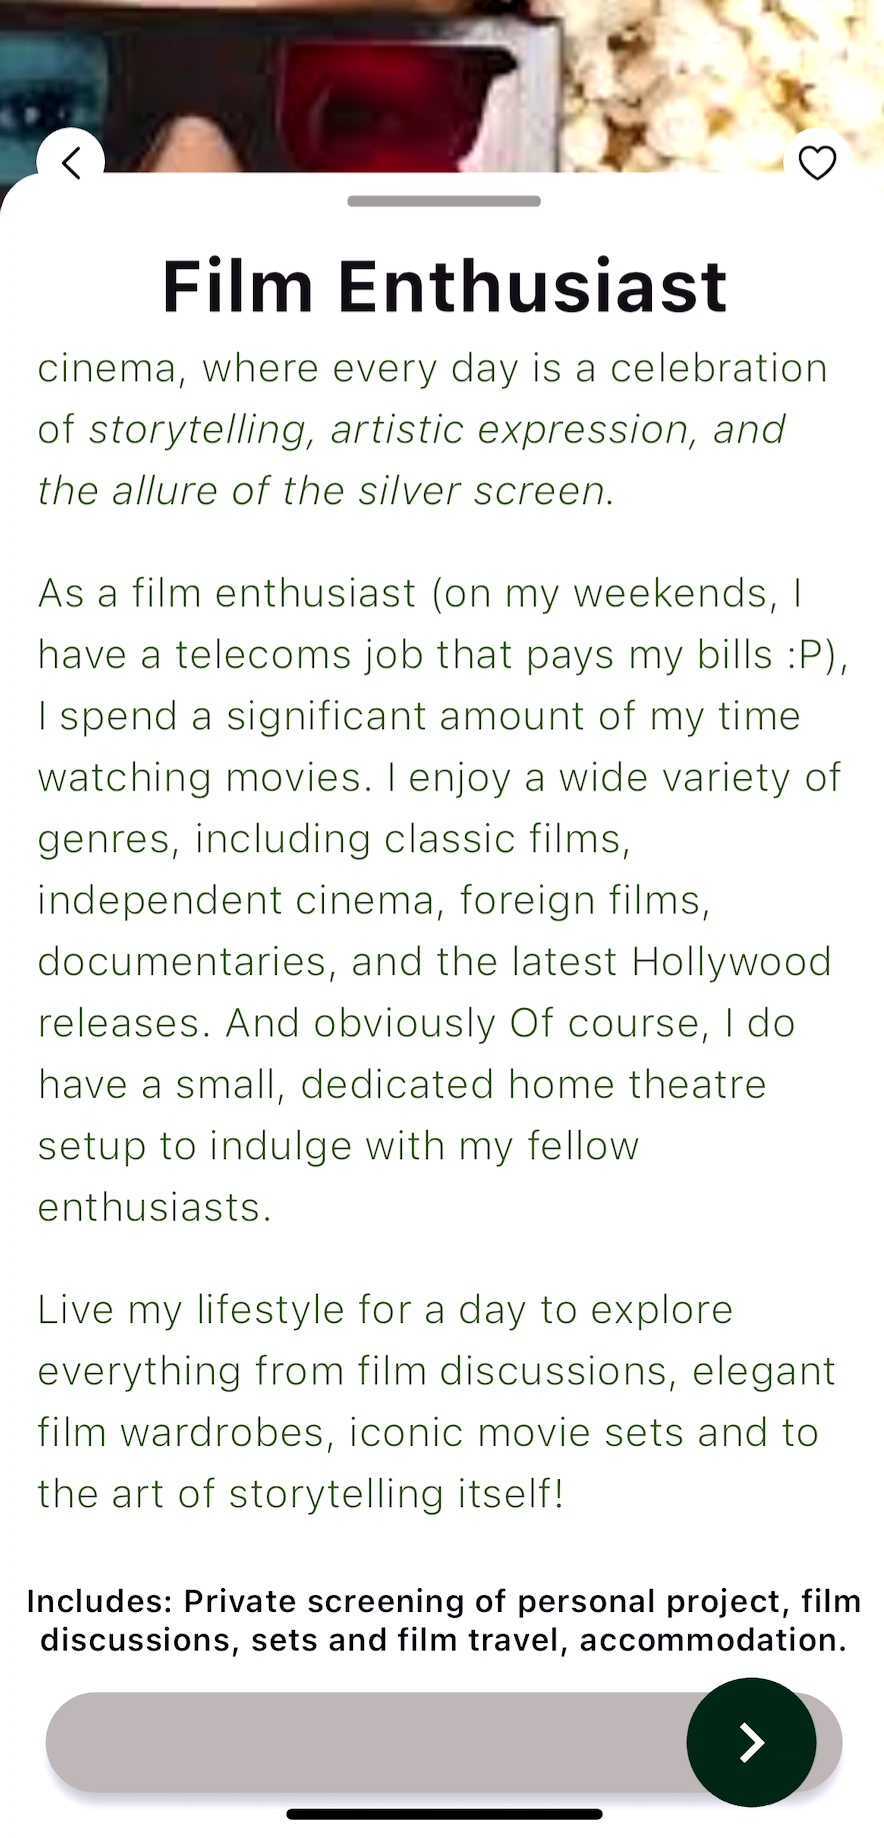 Film Enthusiast
cinema, where every day is a celebration
of storytelling, artistic expression, and
the allure of the silver screen.
As a film enthusiast (on my weekends, I
have a telecoms job that pays my bills :P),
I spend a significant amount of my time
watching movies. I enjoy a wide variety of
genres, including classic films,
independent cinema, foreign films,
documentaries, and the latest Hollywood
releases. And obviously Of course, I do
have a small, dedicated home theatre
setup to indulge with my fellow
enthusiasts.
Live my lifestyle for a day to explore
everything from film discussions, elegant
film wardrobes, iconic movie sets and to
the art of storytelling itself!
Includes: Private screening of personal project, film
discussions, sets and film travel, accommodation.